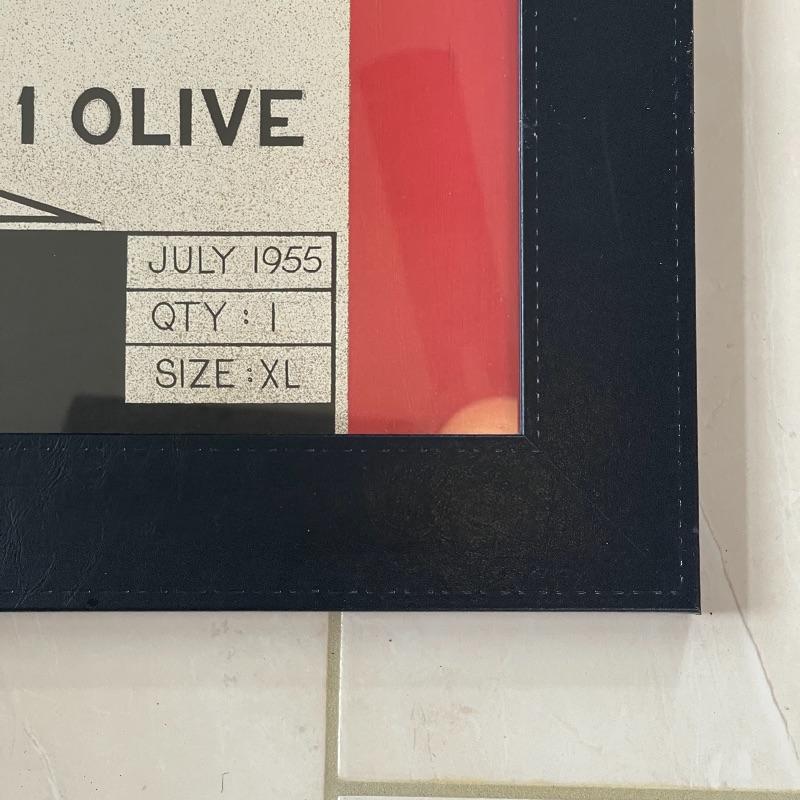 1 OLIVE
JULY 1955
QTY : 1
SIZE : XL